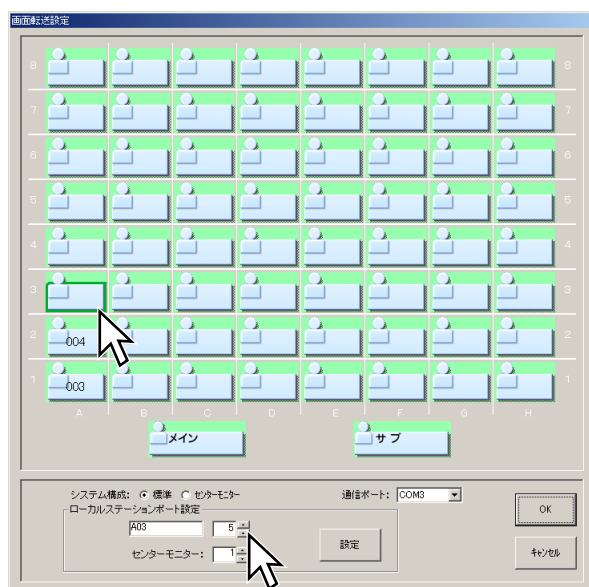 画面転送設定
8 8
7 7
6 6
5 5
4 4
3 3
2 004 2
1 003 1
A B C D E F G H
メイン サブ
システム構成: 標準 センターモニター 通信ポート: COM3
ローカルステーションポート設定
A03 5
センターモニター: 1
設定
OK
キャンセル